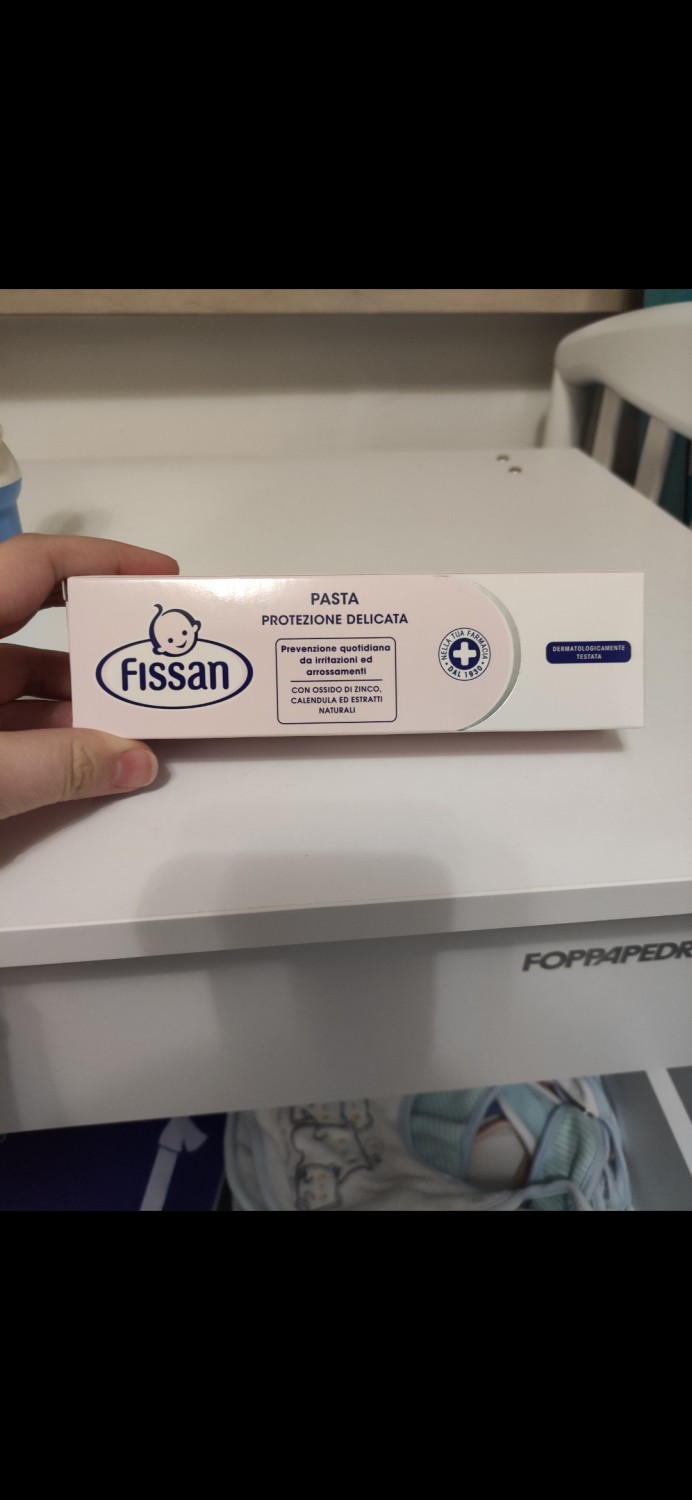 Fissan
PASTA
PROTEZIONE DELICATA
Prevenzione quotidiana
da irritazioni ed
arrossamenti
CON OSSIDO DI ZINCO,
CALENDULA ED ESTRATTI
NATURALI
NELLA TUA FARMACIA
• DAL 1930 •
DERMATOLOGICAMENTE
TESTATA
FOPPAPEDR